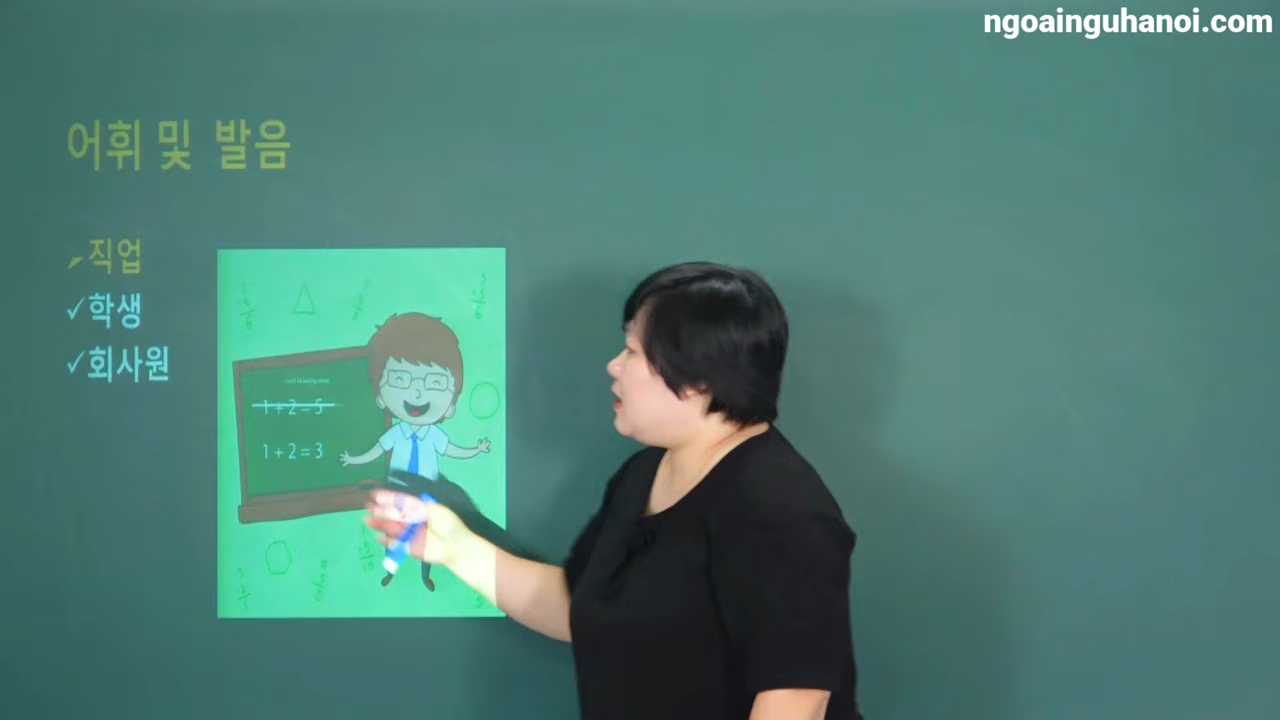 ngoainguhanoi.com
어휘 및 발음
직업
✓학생
✓회사원
1 + 2 = 5
1 + 2 = 3